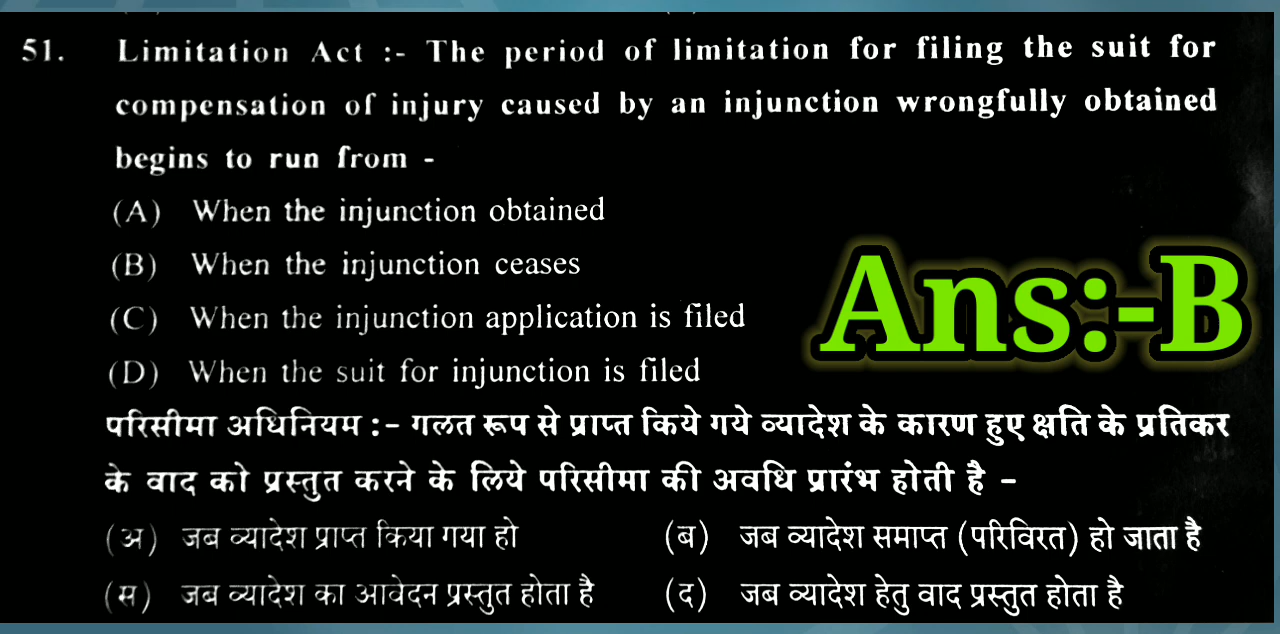 51. Limitation Act :- The period of limitation for filing the suit for
compensation of injury caused by an injunction wrongfully obtained
begins to run from -
(A) When the injunction obtained
(B) When the injunction ceases
(C) When the injunction application is filed
(D) When the suit for injunction is filed
Ans:-B
परिसीमा अधिनियम :- गलत रूप से प्राप्त किये गये व्यादेश के कारण हुए क्षति के प्रतिकर
के वाद को प्रस्तुत करने के लिये परिसीमा की अवधि प्रारंभ होती है -
(अ) जब व्यादेश प्राप्त किया गया हो (ब) जब व्यादेश समाप्त (परिविरत) हो जाता है
(स) जब व्यादेश का आवेदन प्रस्तुत होता है (द) जब व्यादेश हेतु वाद प्रस्तुत होता है